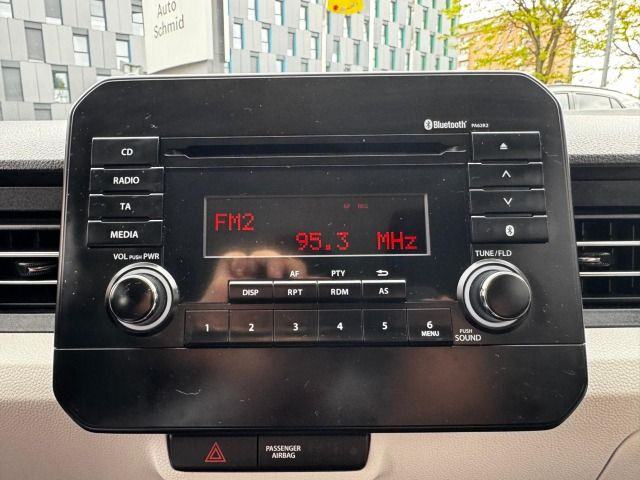 Auto
Schmid
Bluetooth PA62R2
CD
RADIO
TA
MEDIA
VOL PUSH PWR
FM2
95.3 MHz
TUNE/FLD
AF PTY
DISP RPT RDM AS
1 2 3 4 5 6
MENU
PUSH
SOUND
PASSENGER
AIRBAG